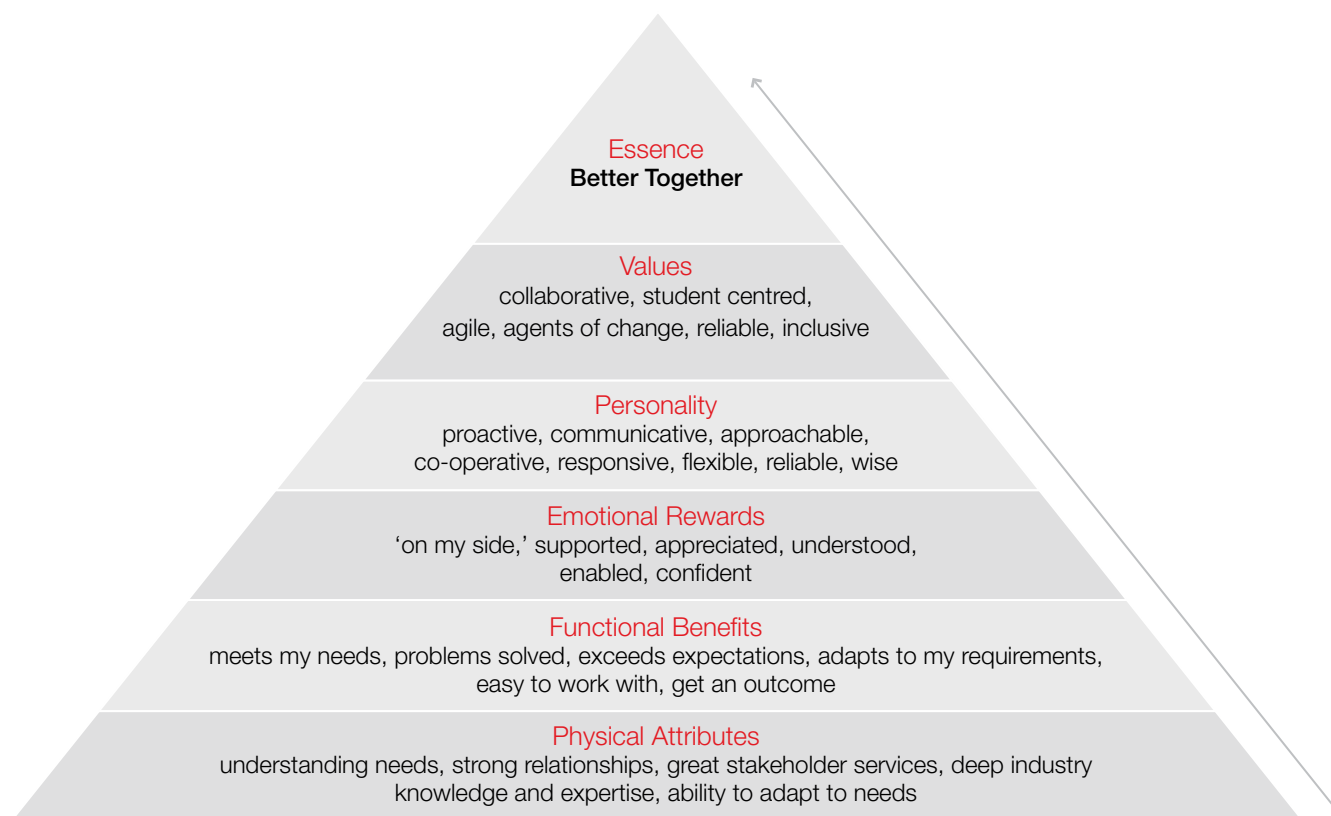 Essence
Better Together
Values
collaborative, student centred,
agile, agents of change, reliable, inclusive
Personality
proactive, communicative, approachable,
co-operative, responsive, flexible, reliable, wise
Emotional Rewards
‘on my side,’ supported, appreciated, understood,
enabled, confident
Functional Benefits
meets my needs, problems solved, exceeds expectations, adapts to my requirements,
easy to work with, get an outcome
Physical Attributes
understanding needs, strong relationships, great stakeholder services, deep industry
knowledge and expertise, ability to adapt to needs